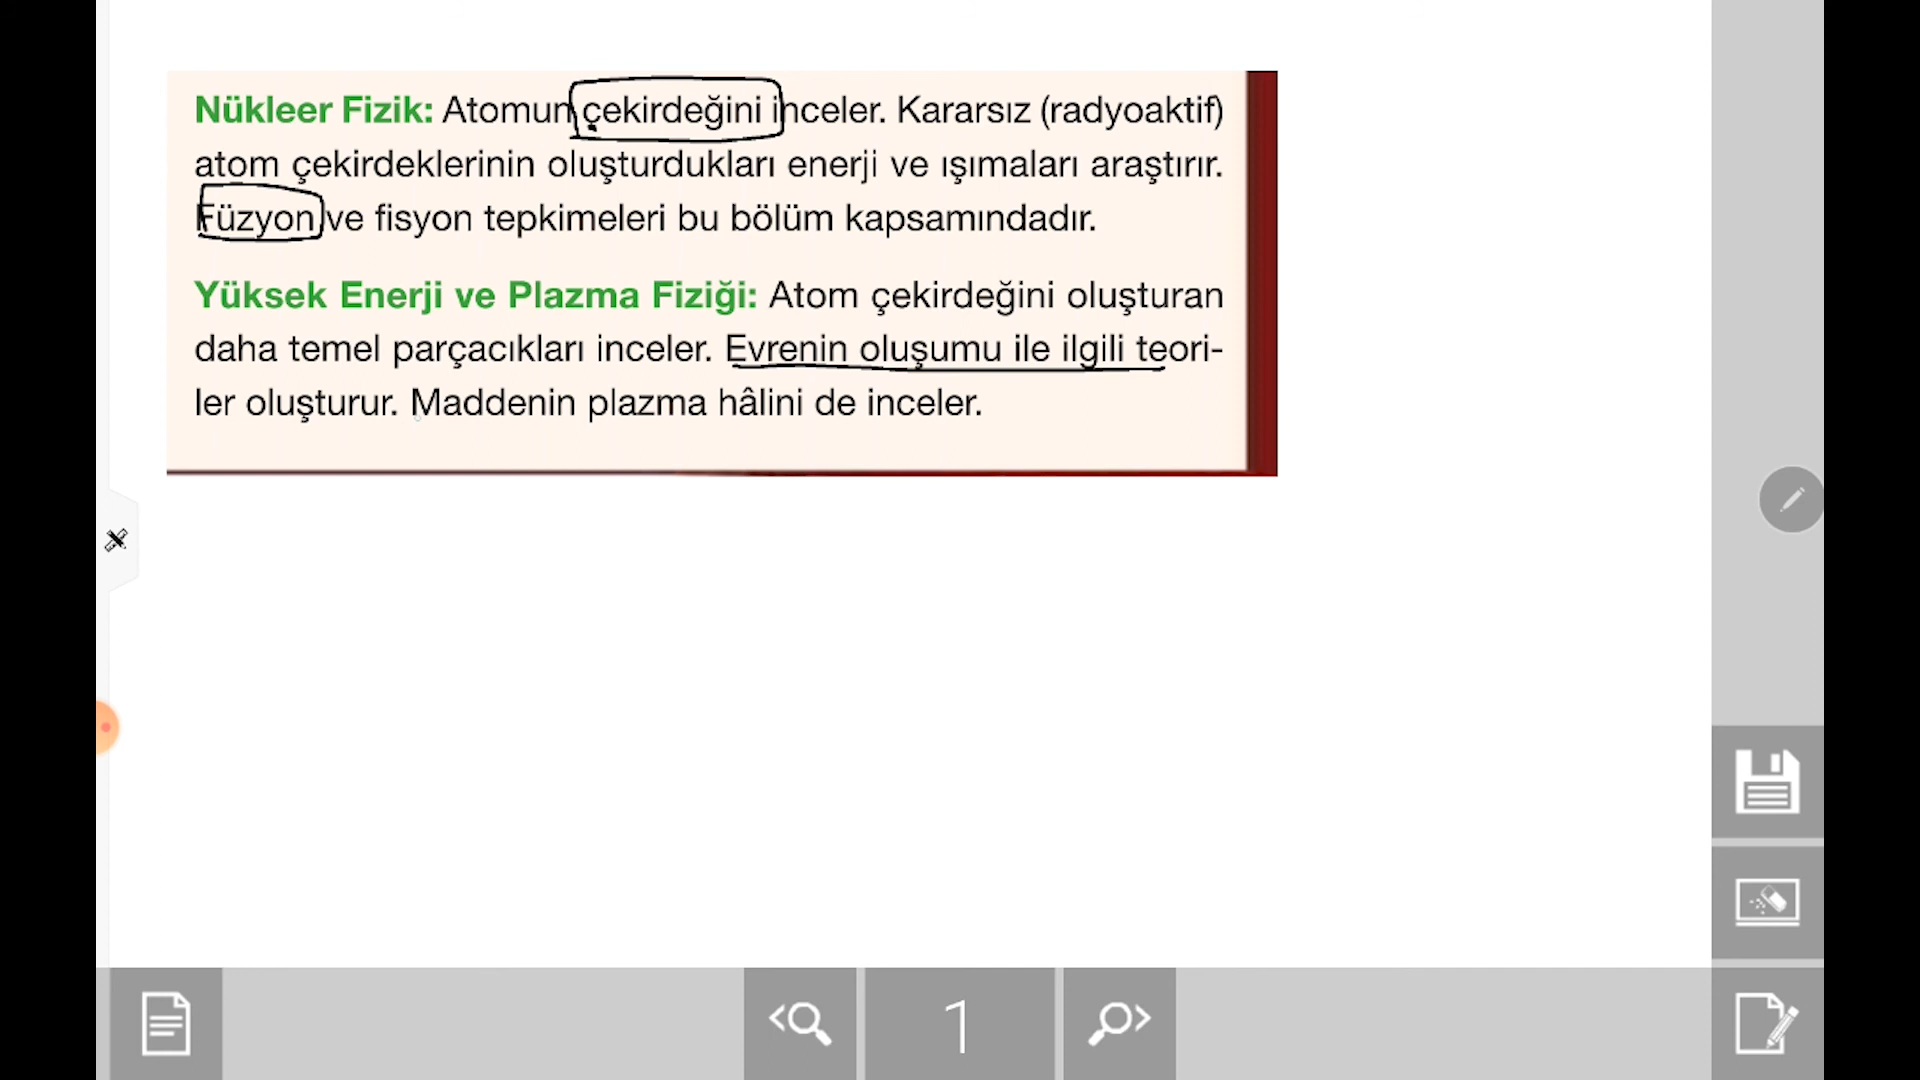 Nükleer Fizik: Atomun çekirdeğini inceler. Kararsız (radyoaktif)
atom çekirdeklerinin oluşturdukları enerji ve ışımaları araştırır.
Füzyon ve fisyon tepkimeleri bu bölüm kapsamındadır.
Yüksek Enerji ve Plazma Fiziği: Atom çekirdeğini oluşturan
daha temel parçacıkları inceler. Evrenin oluşumu ile ilgili teori-
ler oluşturur. Maddenin plazma hâlini de inceler.
1